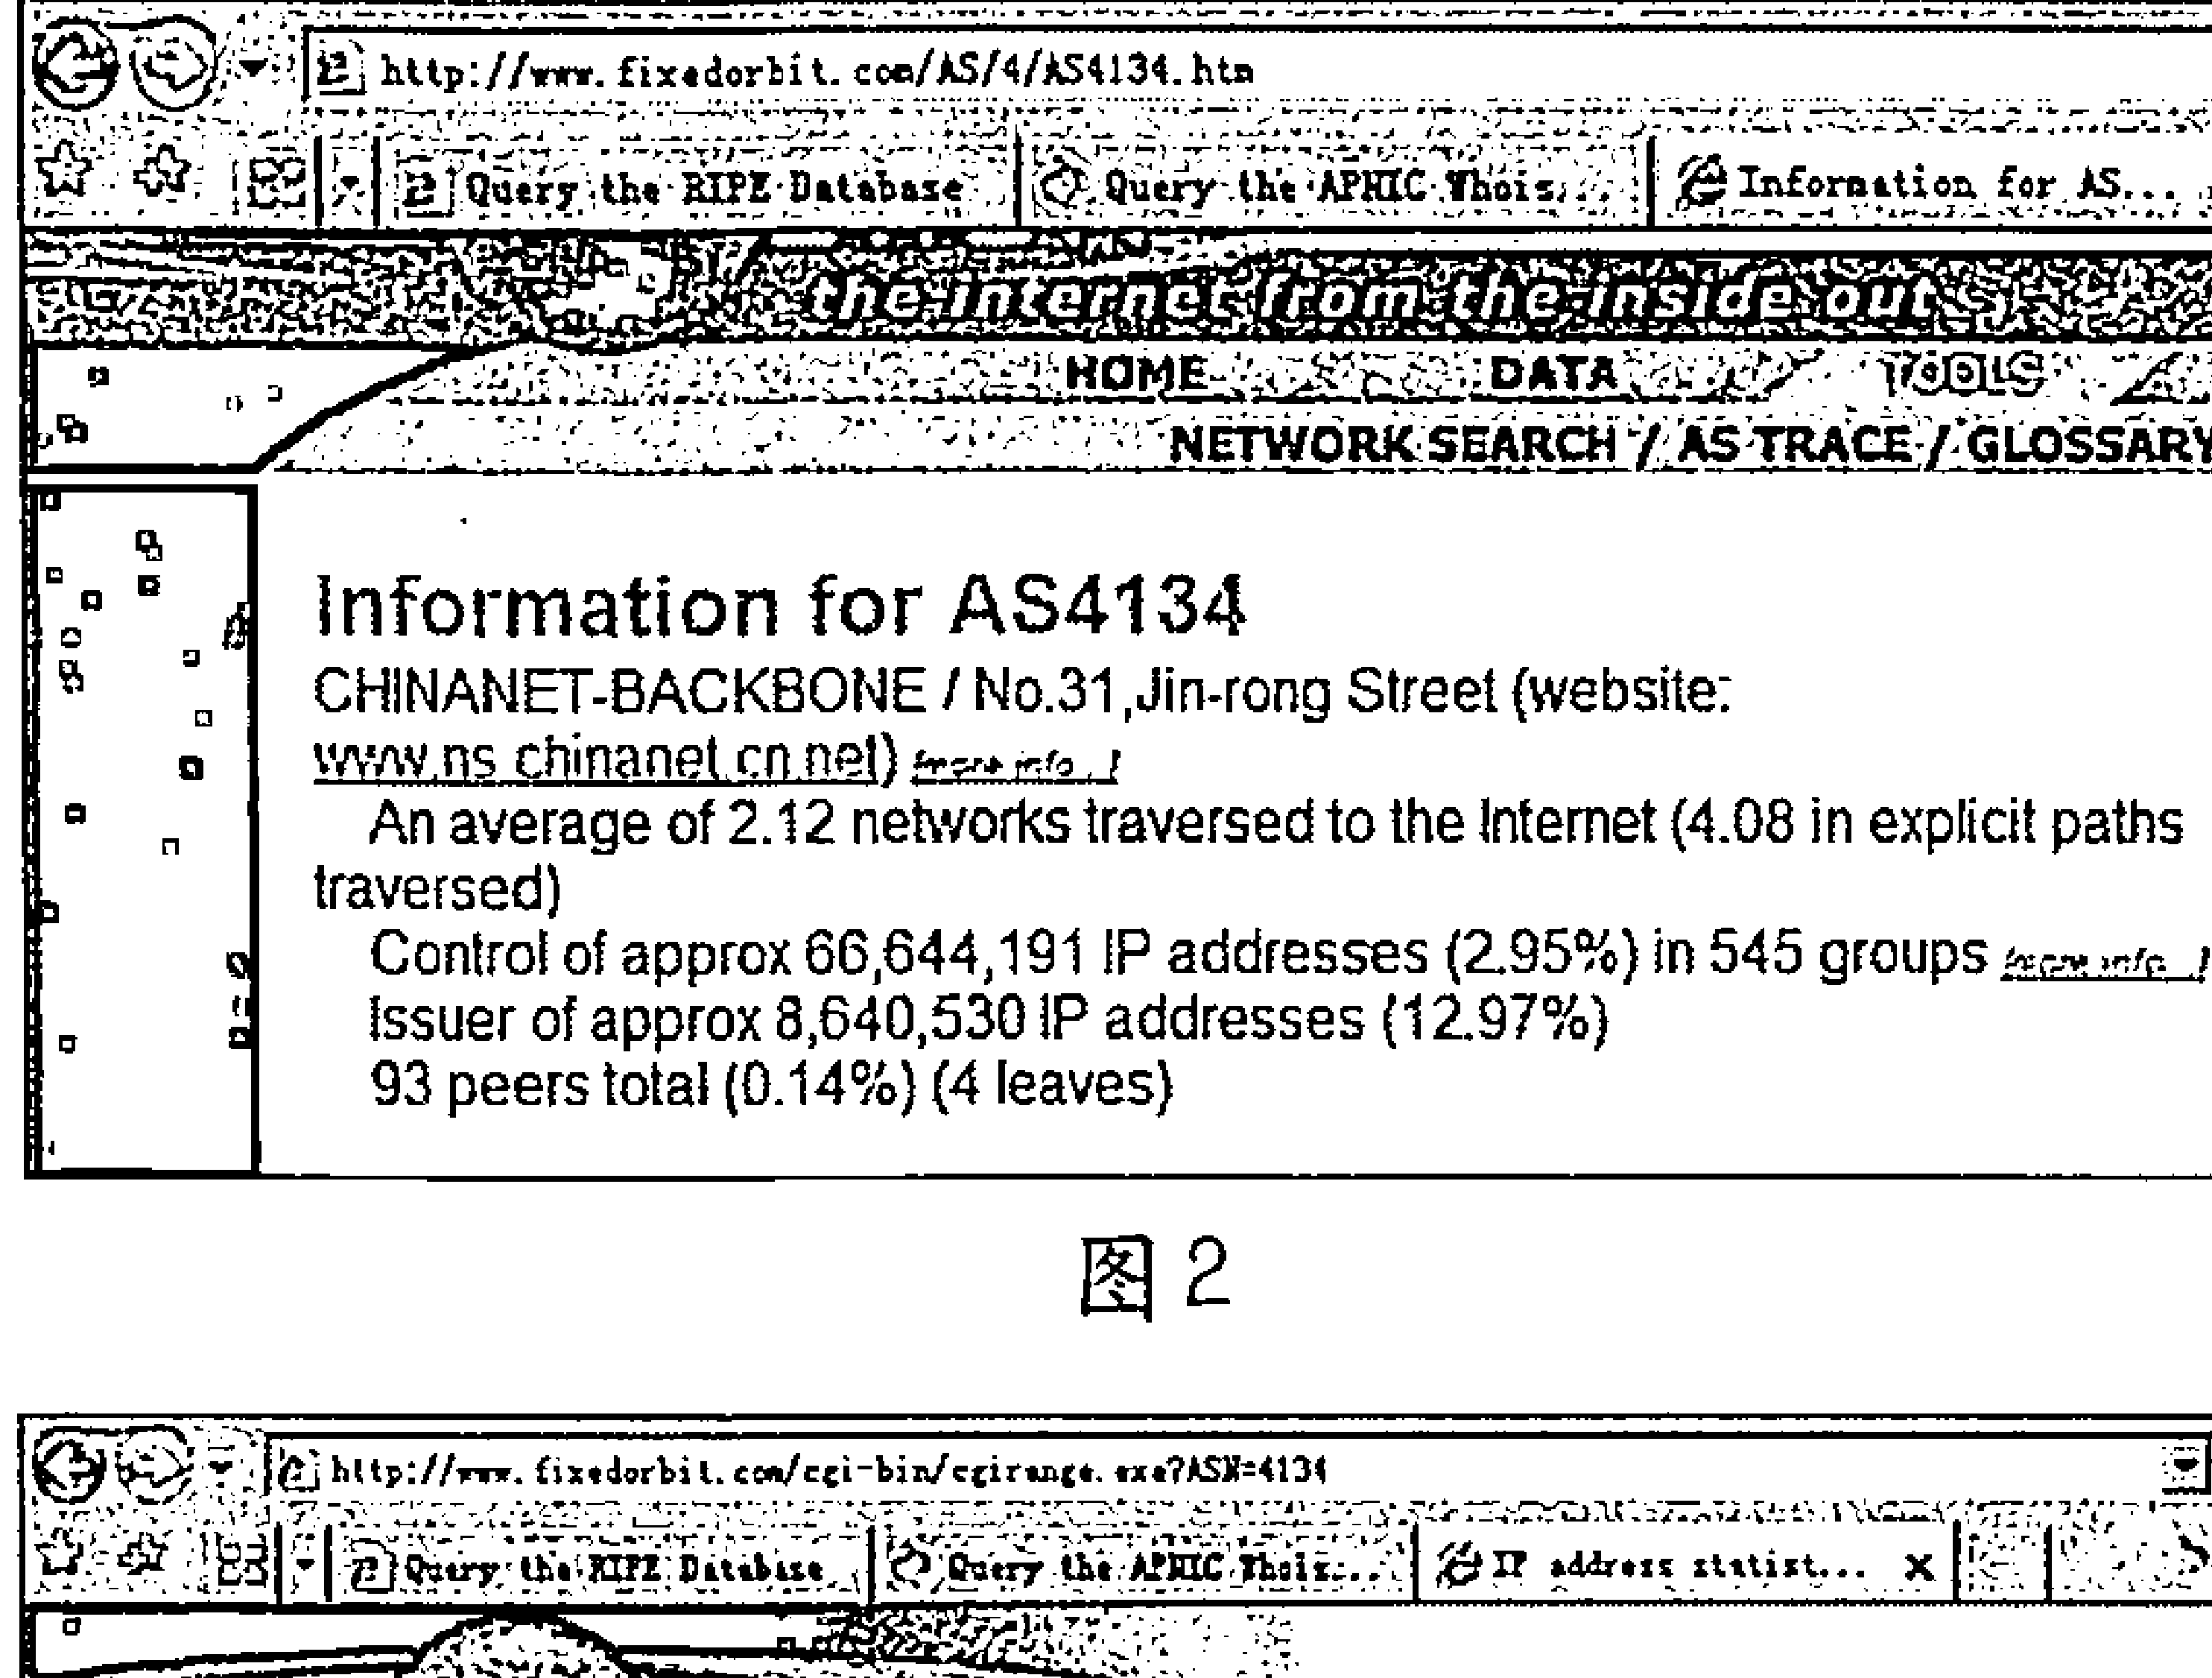 http://www.fixedorbit.com/AS/4/AS4134.htm
Query the RIPE Database
Query the APNIC Whois...
Information for AS...
the internet from the inside out
HOME DATA TOOLS
NETWORK SEARCH / AS TRACE / GLOSSARY
Information for AS4134
CHINANET-BACKBONE / No.31,Jin-rong Street (website:
www.ns.chinanet.cn.net) [more info...]
An average of 2.12 networks traversed to the Internet (4.08 in explicit paths
traversed)
Control of approx 66,644,191 IP addresses (2.95%) in 545 groups [more info...]
Issuer of approx 8,640,530 IP addresses (12.97%)
93 peers total (0.14%) (4 leaves)
图 2
http://www.fixedorbit.com/cgi-bin/cgirange.exe?ASN=4134
Query the RIPE Database
Query the APNIC Whois...
IP address statist... X